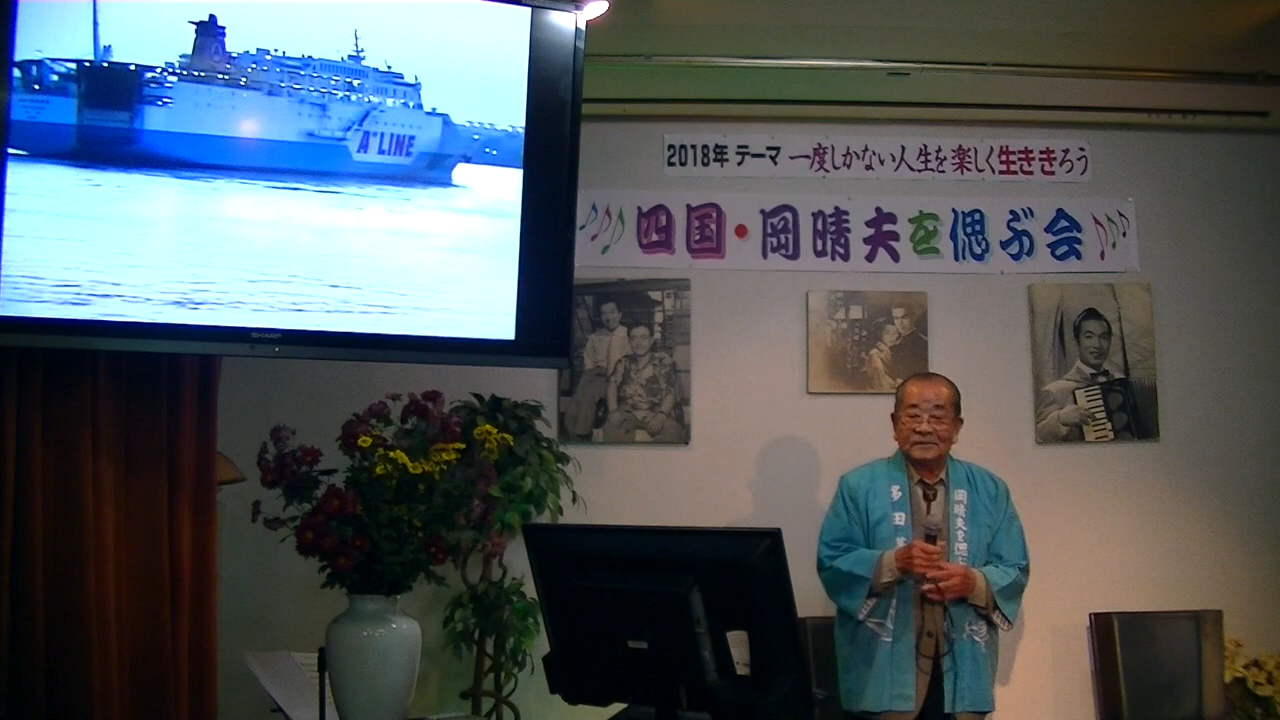 A"LINE
SHARP
2018年 テーマ 一度しかない人生を楽しく生ききろう
四国・岡晴夫を偲ぶ会
多田
岡晴夫を偲ぶ